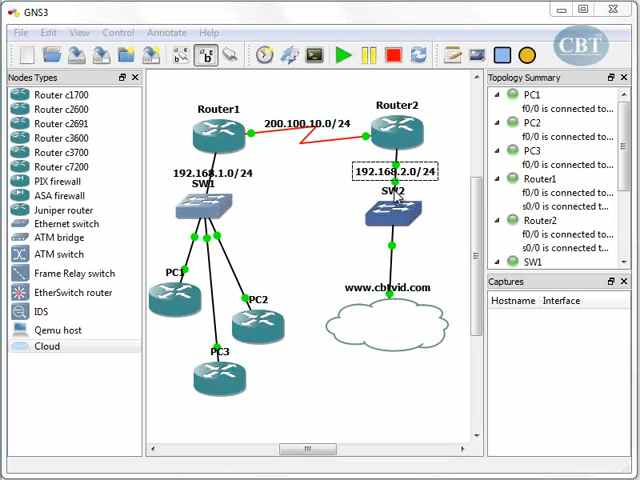 GNS3
File Edit View Control Annotate
CBT
Nodes Types
Router c1700
Router c2600
Router c2691
Router c3600
Router c3700
Router c7200
PIX firewall
ASA firewall
Juniper router
Ethernet switch
ATM bridge
ATM switch
Frame Relay switch
EtherSwitch router
IDS
Qemu host
Cloud
Router1
Router2
200.100.10.0/24
192.168.1.0/24
192.168.2.0/24
SW1
SW2
PC1
PC2
PC3
www.cbtvid.com
Topology Summary
PC1
f0/0 is connected to...
PC2
f0/0 is connected to...
PC3
f0/0 is connected to...
Router1
f0/0 is connected to...
s0/0 is connected t...
Router2
f0/0 is connected to...
s0/0 is connected t...
SW1
Captures
Hostname Interface